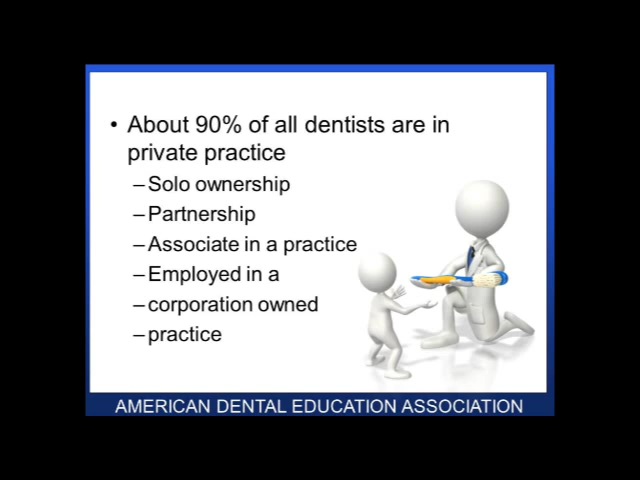 • About 90% of all dentists are in
private practice
–Solo ownership
–Partnership
–Associate in a practice
–Employed in a
–corporation owned
–practice
AMERICAN DENTAL EDUCATION ASSOCIATION